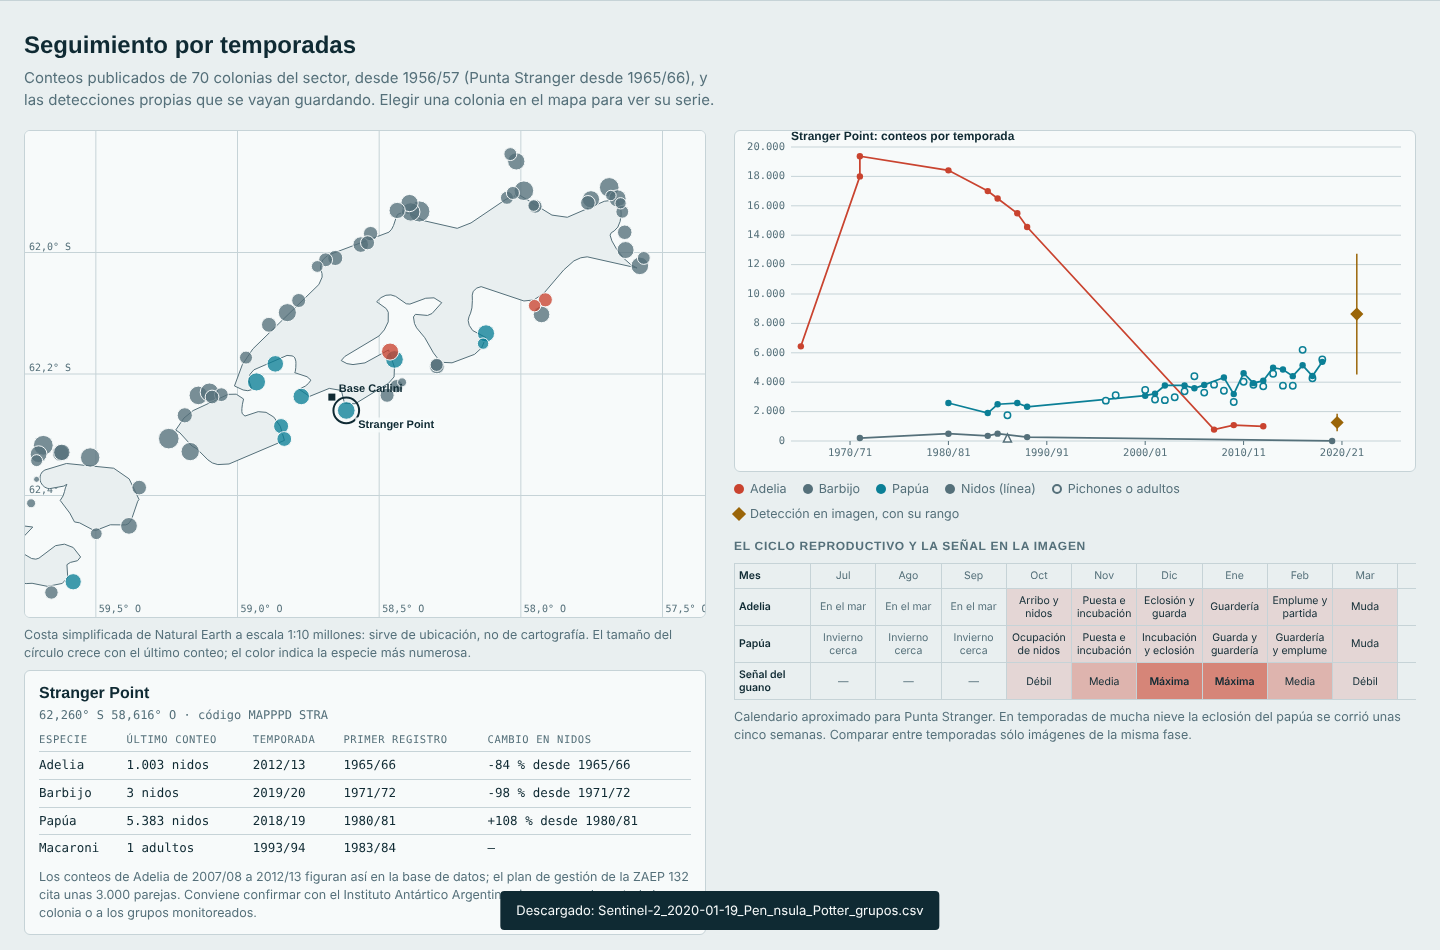 Seguimiento por temporadas
Conteos publicados de 70 colonias del sector, desde 1956/57 (Punta Stranger desde 1965/66), y
las detecciones propias que se vayan guardando. Elegir una colonia en el mapa para ver su serie.
62,0° S
62,2° S
62,4°
59,5° O
59,0° O
58,5° O
58,0° O
57,5°
Base Carlini
Stranger Point
Costa simplificada de Natural Earth a escala 1:10 millones: sirve de ubicación, no de cartografía. El tamaño del
círculo crece con el último conteo; el color indica la especie más numerosa.
Stranger Point
62,260° S 58,616° O · código MAPPPD STRA
ESPECIE ÚLTIMO CONTEO TEMPORADA PRIMER REGISTRO CAMBIO EN NIDOS
Adelia 1.003 nidos 2012/13 1965/66 -84 % desde 1965/66
Barbijo 3 nidos 2019/20 1971/72 -98 % desde 1971/72
Papúa 5.383 nidos 2018/19 1980/81 +108 % desde 1980/81
Macaroni 1 adultos 1993/94 1983/84 —
Los conteos de Adelia de 2007/08 a 2012/13 figuran así en la base de datos; el plan de gestión de la ZAEP 132
cita unas 3.000 parejas. Conviene confirmar con el Instituto Antártico
colonia o a los grupos monitoreados.
Stranger Point: conteos por temporada
20.000
18.000
16.000
14.000
12.000
10.000
8.000
6.000
4.000
2.000
0
1970/71 1980/81 1990/91 2000/01 2010/11 2020/21
Adelia Barbijo Papúa Nidos (línea) Pichones o adultos
Detección en imagen, con su rango
EL CICLO REPRODUCTIVO Y LA SEÑAL EN LA IMAGEN
Mes Jul Ago Sep Oct Nov Dic Ene Feb Mar
Adelia En el mar En el mar En el mar Arribo y nidos Puesta e incubación Eclosión y guarda Guardería Emplume y partida Muda
Papúa Invierno cerca Invierno cerca Invierno cerca Ocupación de nidos Puesta e incubación Incubación y eclosión Guarda y guardería Guardería y emplume Muda
Señal del guano — — — Débil Media Máxima Máxima Media Débil
Calendario aproximado para Punta Stranger. En temporadas de mucha nieve la eclosión del papúa se corrió unas
cinco semanas. Comparar entre temporadas sólo imágenes de la misma fase.
Descargado: Sentinel-2_2020-01-19_Pen_nsula_Potter_grupos.csv